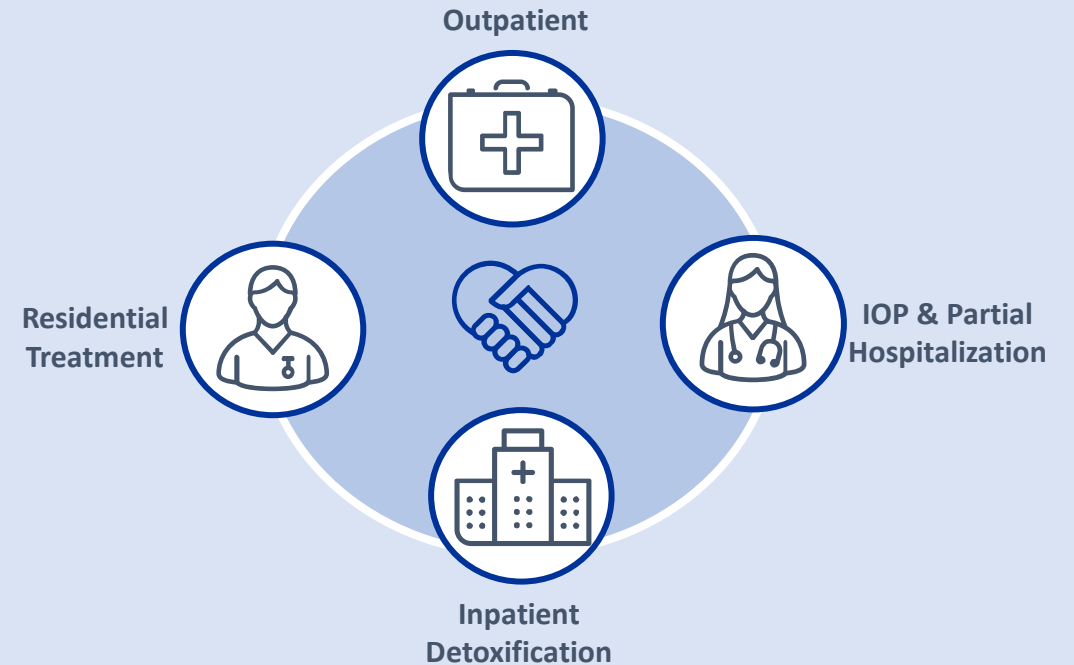 Outpatient
Residential
Treatment
IOP & Partial
Hospitalization
Inpatient
Detoxification